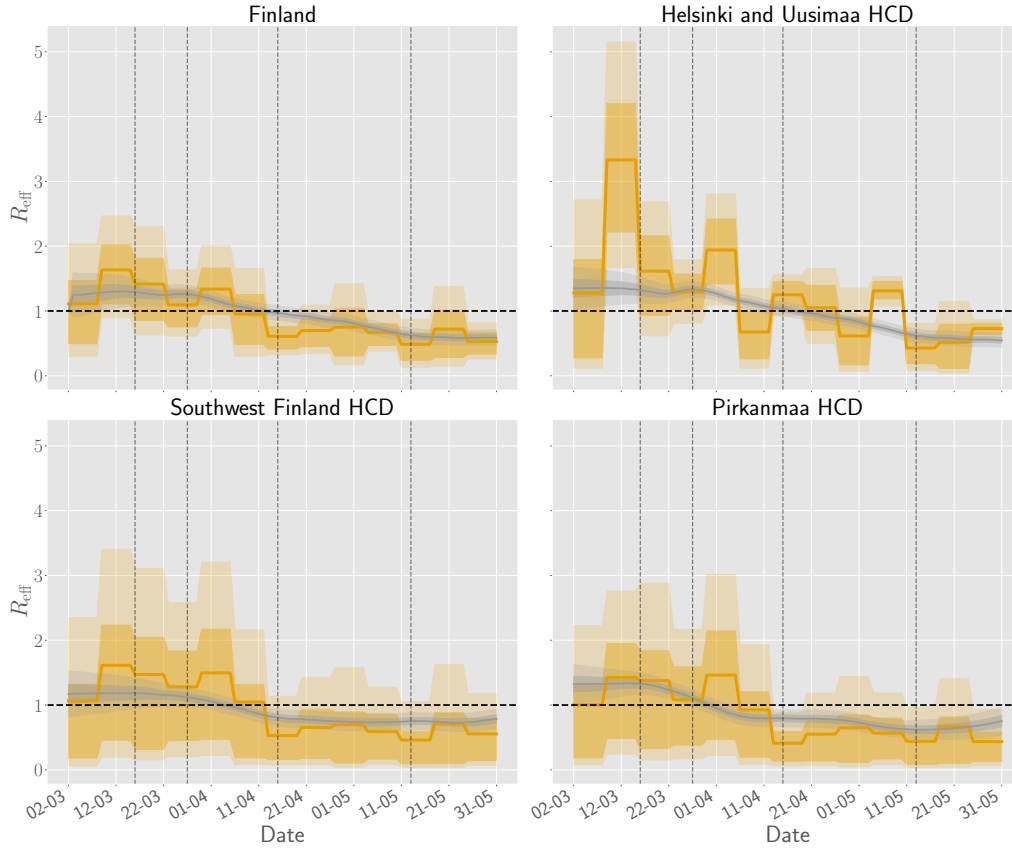 Finland
Helsinki and Uusimaa HCD
5
4
3
2
1
0
R_eff
Southwest Finland HCD
Pirkanmaa HCD
5
4
3
2
1
0
R_eff
02-03 12-03 22-03 01-04 11-04 21-04 01-05 11-05 21-05 31-05
02-03 12-03 22-03 01-04 11-04 21-04 01-05 11-05 21-05 31-05
Date
Date